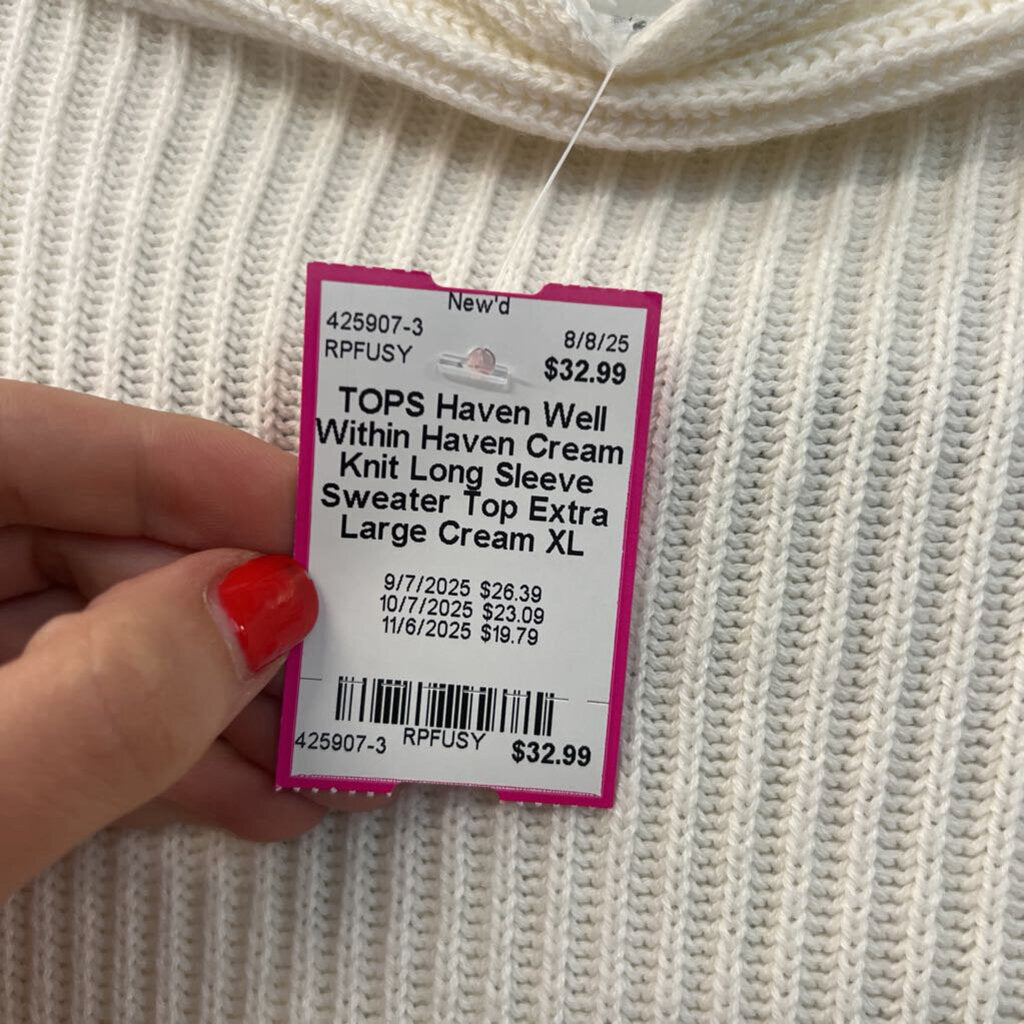 New'd
425907-3 8/8/25
RPFUSY $32.99
TOPS Haven Well
Within Haven Cream
Knit Long Sleeve
Sweater Top Extra
Large Cream XL
9/7/2025 $26.39
10/7/2025 $23.09
11/6/2025 $19.79
425907-3 RPFUSY $32.99